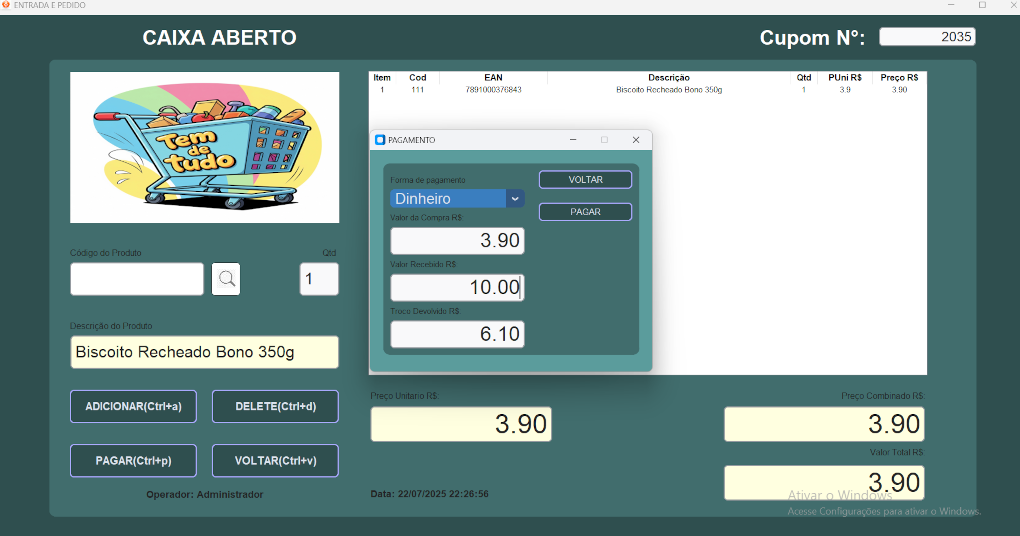 ENTRADA E PEDIDO
CAIXA ABERTO
Cupom N°: 2035
Tem
de
tudo
Item Cod EAN Descrição Qtd PUni R$ Preço R$
1 111 7891000376843 Biscoito Recheado Bono 350g 1 3.9 3.90
PAGAMENTO
Forma de pagamento
Dinheiro
Valor da Compra R$:
3.90
Valor Recebido R$
10.00
Troco Devolvido R$:
6.10
VOLTAR
PAGAR
Código do Produto Qtd
1
Descrição do Produto
Biscoito Recheado Bono 350g
ADICIONAR(Ctrl+a) DELETE(Ctrl+d)
PAGAR(Ctrl+p) VOLTAR(Ctrl+v)
Operador: Administrador
Preço Unitario R$:
3.90
Preço Combinado R$:
3.90
Valor Total R$:
3.90
Data: 22/07/2025 22:26:56
Ativar o Windows
Acesse Configurações para ativar o Windows.